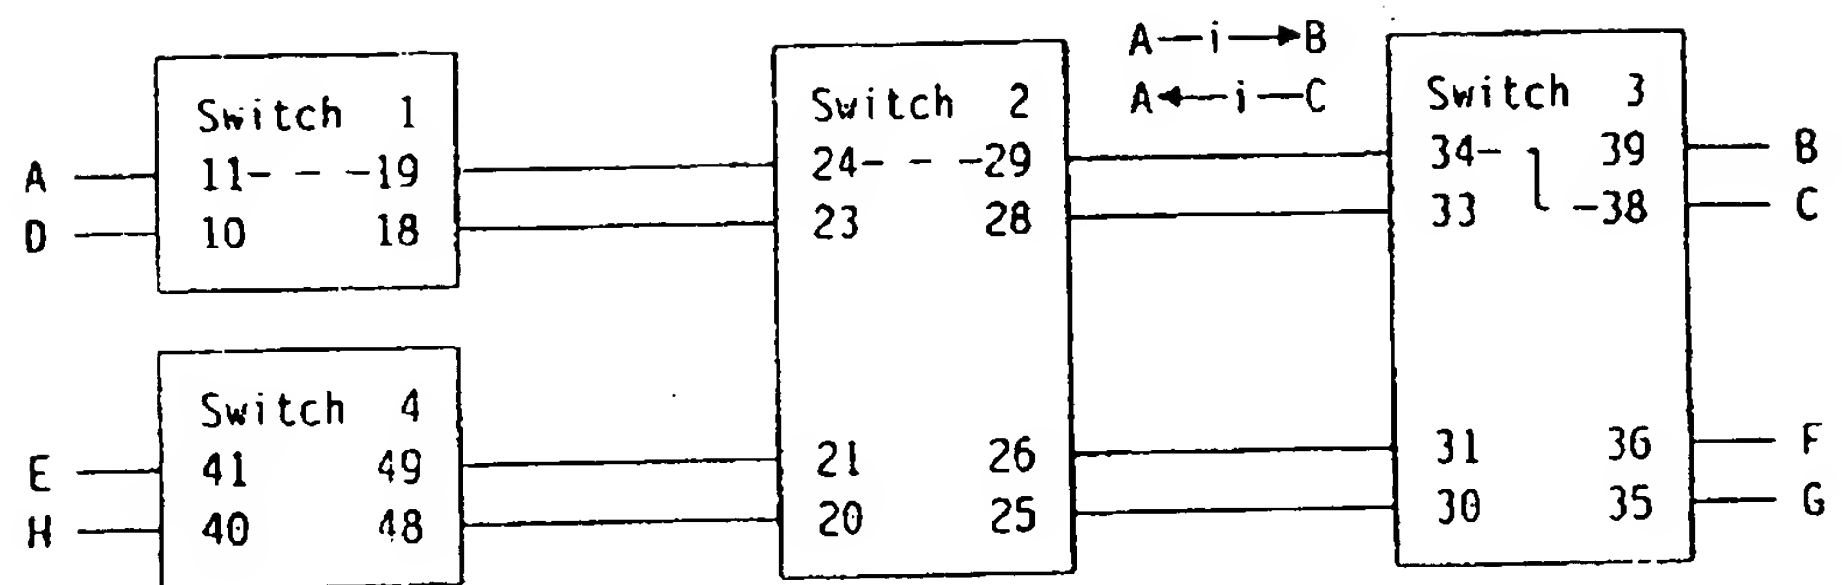 A—i—►B
A◄—i—C
Switch 1
A 11- - -19
D 10 18
Switch 2
24- - -29
23 28
21 26
20 25
Switch 3
34- 39 B
33 -38 C
31 36 F
30 35 G
Switch 4
E 41 49
H 40 48